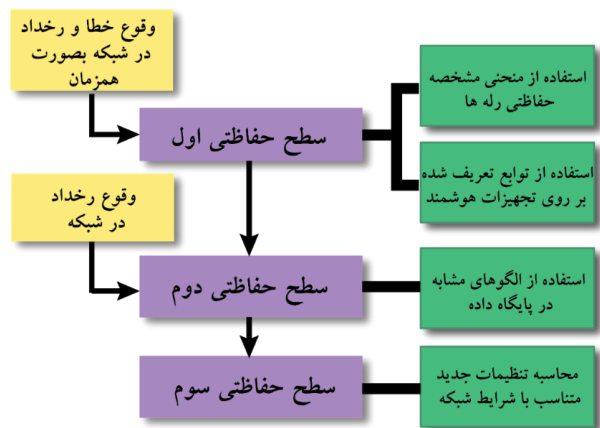 وقوع خطا و رخداد
در شبکه بصورت
همزمان
استفاده از منحنی مشخصه
حفاظتی رله ها
سطح حفاظتی اول
استفاده از توابع تعریف شده
بر روی تجهیزات هوشمند
وقوع رخداد
در شبکه
سطح حفاظتی دوم
استفاده از الگوهای مشابه
در پایگاه داده
سطح حفاظتی سوم
محاسبه تنظیمات جدید
متناسب با شرایط شبکه